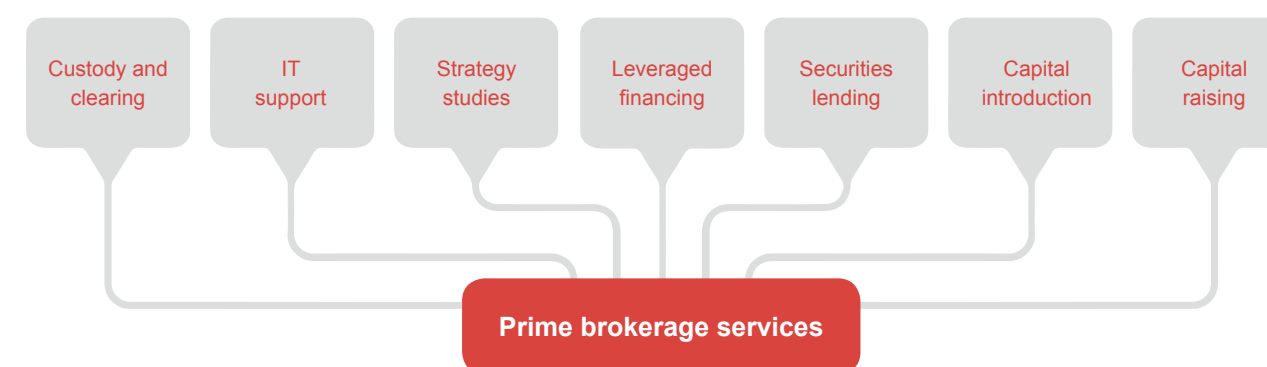 Custody and
clearing
IT
support
Strategy
studies
Leveraged
financing
Securities
lending
Capital
introduction
Capital
raising
Prime brokerage services